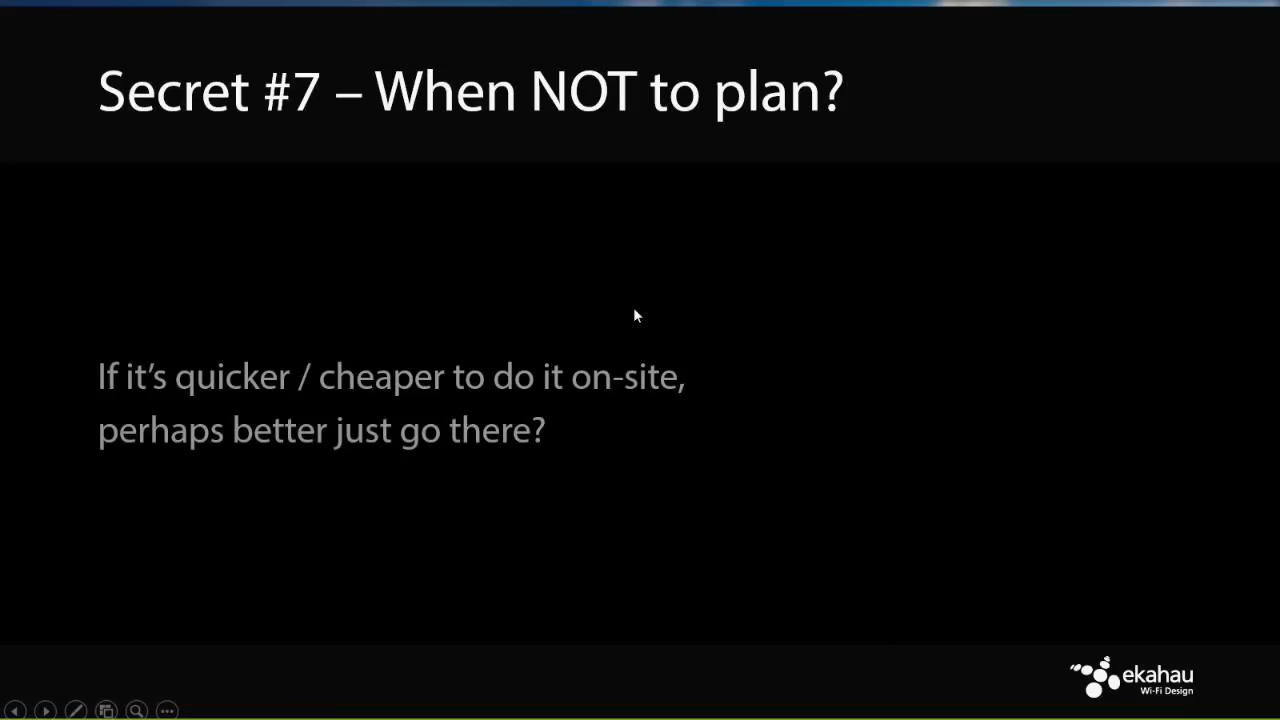 Secret #7 – When NOT to plan?
If it’s quicker / cheaper to do it on-site,
perhaps better just go there?
ekahau
Wi-Fi Design